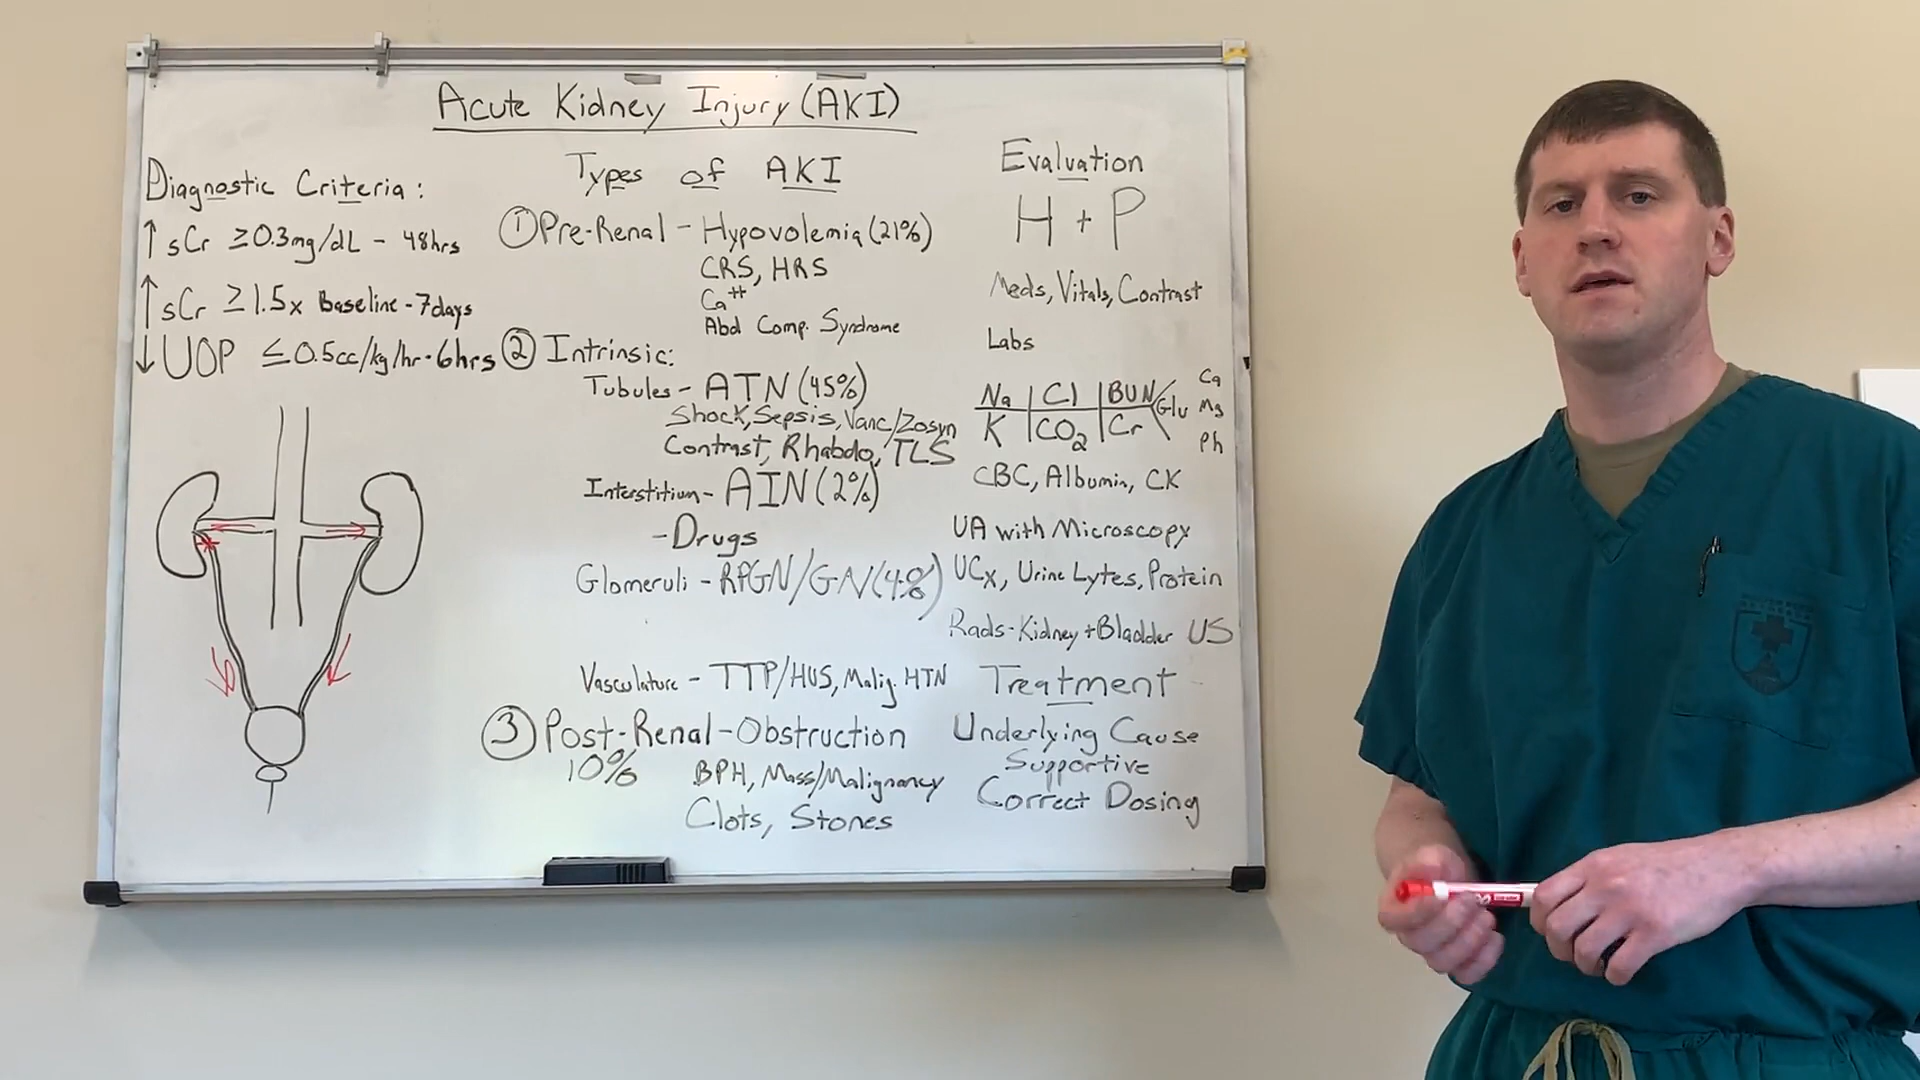 Acute Kidney Injury (AKI)
Diagnostic Criteria:
↑ sCr ≥0.3mg/dL - 48hrs
↑ sCr ≥1.5x Baseline - 7days
↓ UOP ≤0.5cc/kg/hr - 6hrs
Types of AKI
① Pre-Renal - Hypovolemia (21%)
CRS, HRS
Ca++
Abd Comp. Syndrome
② Intrinsic:
Tubules - ATN (45%)
Shock, Sepsis, Vanc/Zosyn
Contrast, Rhabdo, TLS
Interstitium - AIN (2%)
- Drugs
Glomeruli - RPGN/GN (4%)
Vasculature - TTP/HUS, Malig. HTN
③ Post-Renal - Obstruction
10% BPH, Mass/Malignancy
Clots, Stones
Evaluation
H + P
Meds, Vitals, Contrast
Labs
Na Cl BUN Glu Ca
K CO2 Cr Mg
Ph
CBC, Albumin, CK
UA with Microscopy
UCx, Urine Lytes, Protein
Rads - Kidney + Bladder US
Treatment
Underlying Cause
Supportive
Correct Dosing